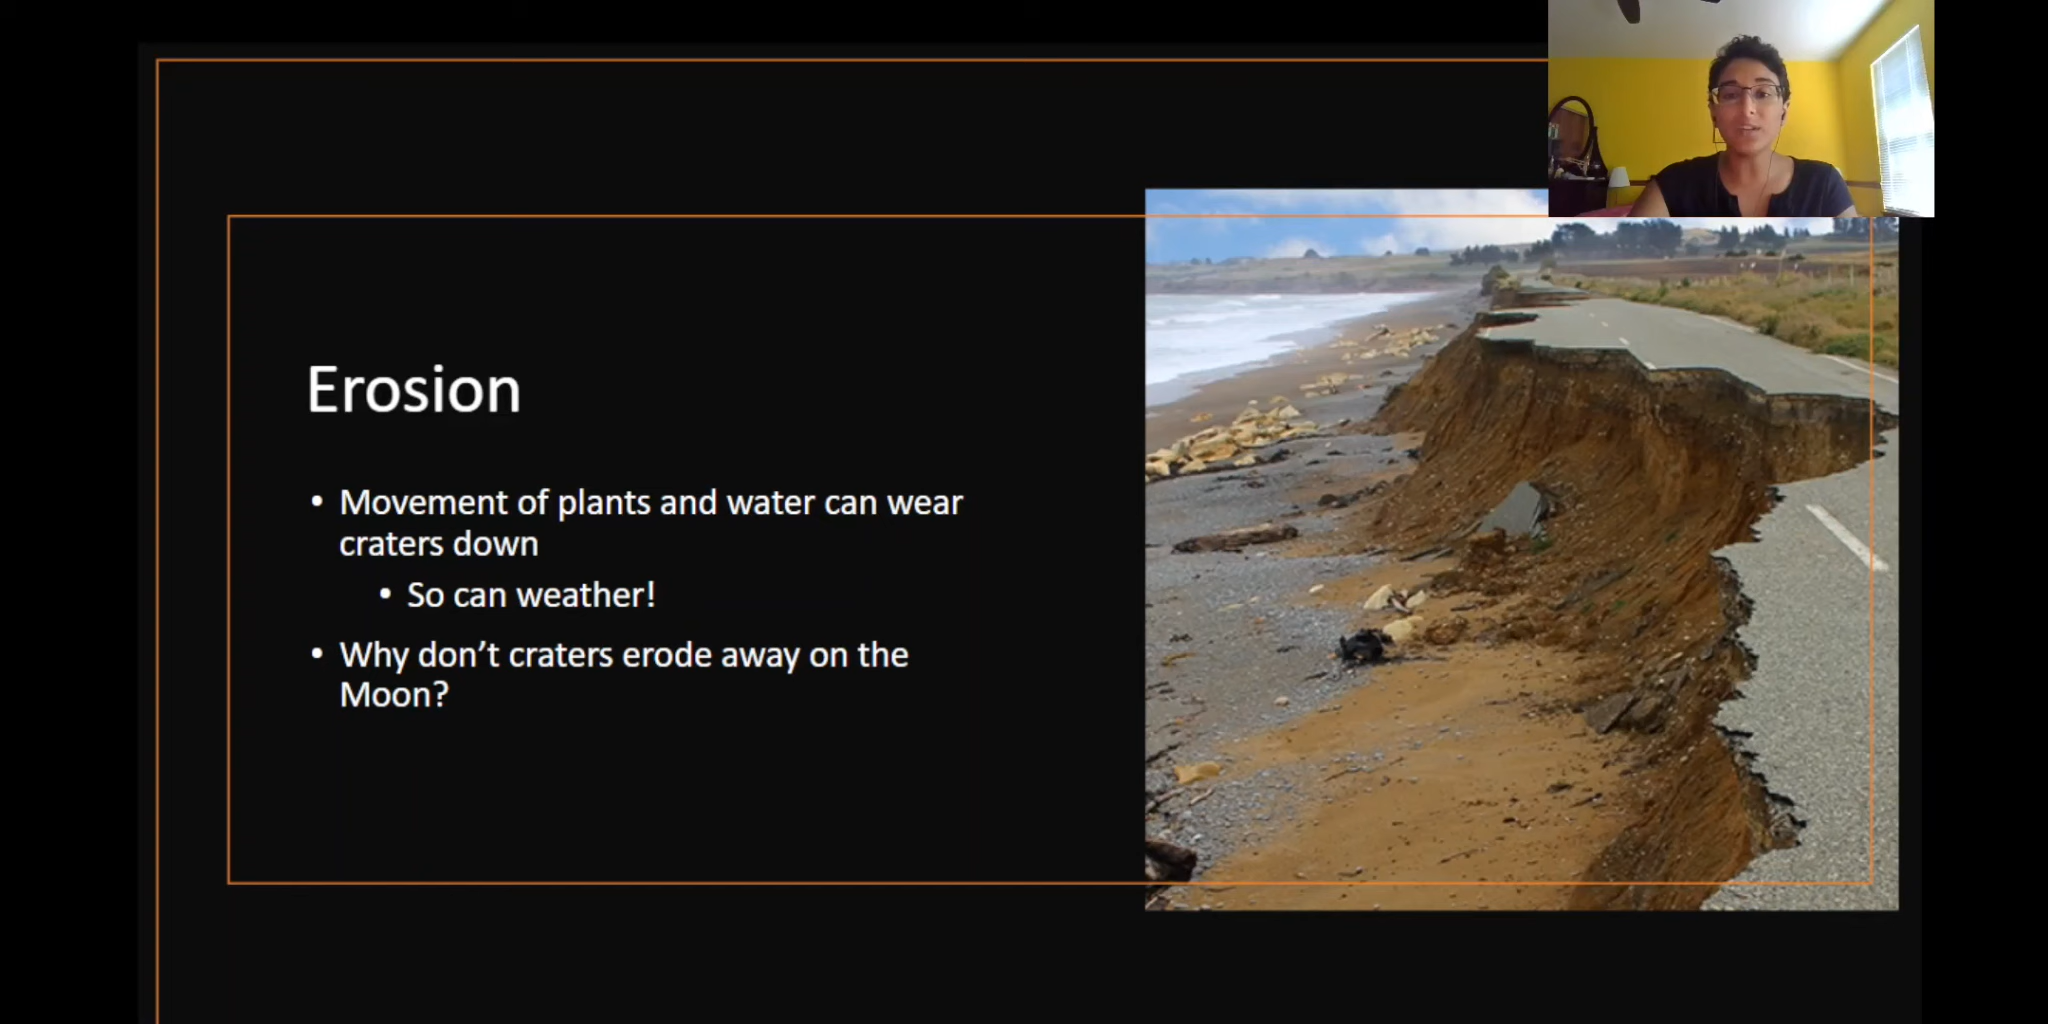 Erosion
• Movement of plants and water can wear
craters down
• So can weather!
• Why don't craters erode away on the
Moon?